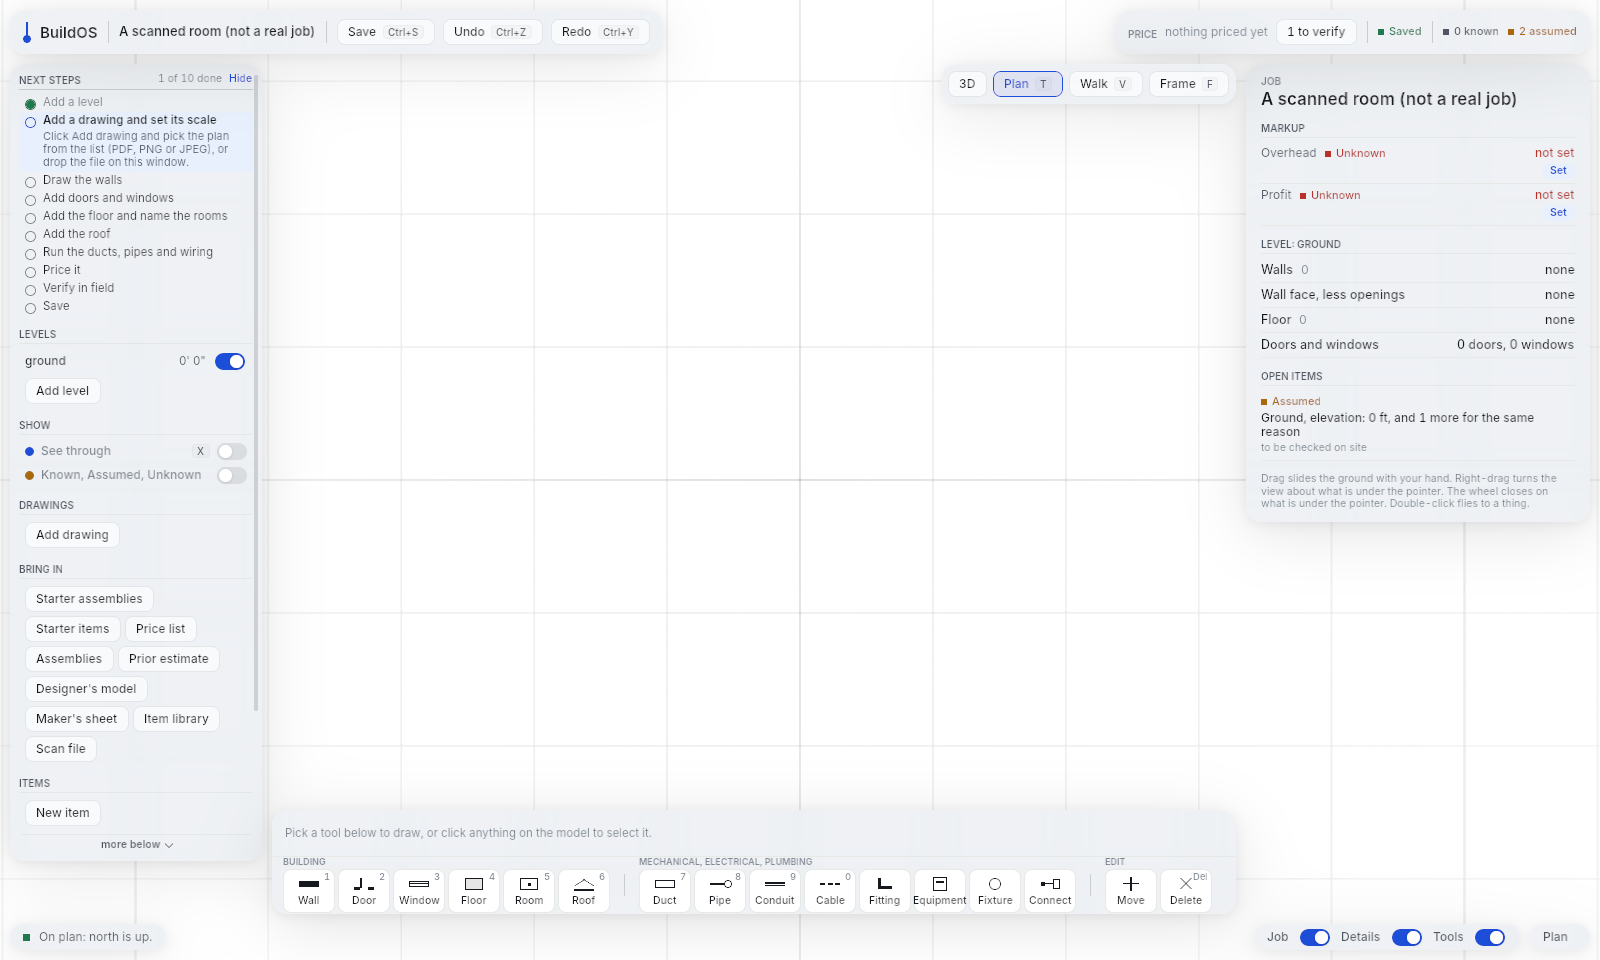 BuildOS
A scanned room (not a real job)
Save Ctrl+S
Undo Ctrl+Z
Redo Ctrl+Y
PRICE nothing priced yet
1 to verify
Saved
0 known
2 assumed
NEXT STEPS 1 of 10 done Hide
Add a level
Add a drawing and set its scale
Click Add drawing and pick the plan
from the list (PDF, PNG or JPEG), or
drop the file on this window.
Draw the walls
Add doors and windows
Add the floor and name the rooms
Add the roof
Run the ducts, pipes and wiring
Price it
Verify in field
Save
LEVELS
ground 0' 0"
Add level
SHOW
See through X
Known, Assumed, Unknown
DRAWINGS
Add drawing
BRING IN
Starter assemblies
Starter items Price list
Assemblies Prior estimate
Designer's model
Maker's sheet Item library
Scan file
ITEMS
New item
more below
3D
Plan T
Walk V
Frame F
JOB
A scanned room (not a real job)
MARKUP
Overhead Unknown not set
Set
Profit Unknown not set
Set
LEVEL: GROUND
Walls 0 none
Wall face, less openings none
Floor 0 none
Doors and windows 0 doors, 0 windows
OPEN ITEMS
Assumed
Ground, elevation: 0 ft, and 1 more for the same
reason
to be checked on site
Drag slides the ground with your hand. Right-drag turns the
view about what is under the pointer. The wheel closes on
what is under the pointer. Double-click flies to a thing.
Pick a tool below to draw, or click anything on the model to select it.
BUILDING
1 Wall
2 Door
3 Window
4 Floor
5 Room
6 Roof
MECHANICAL, ELECTRICAL, PLUMBING
7 Duct
8 Pipe
9 Conduit
0 Cable
Fitting
Equipment
Fixture
Connect
EDIT
Move
Del Delete
On plan: north is up.
Job
Details
Tools
Plan